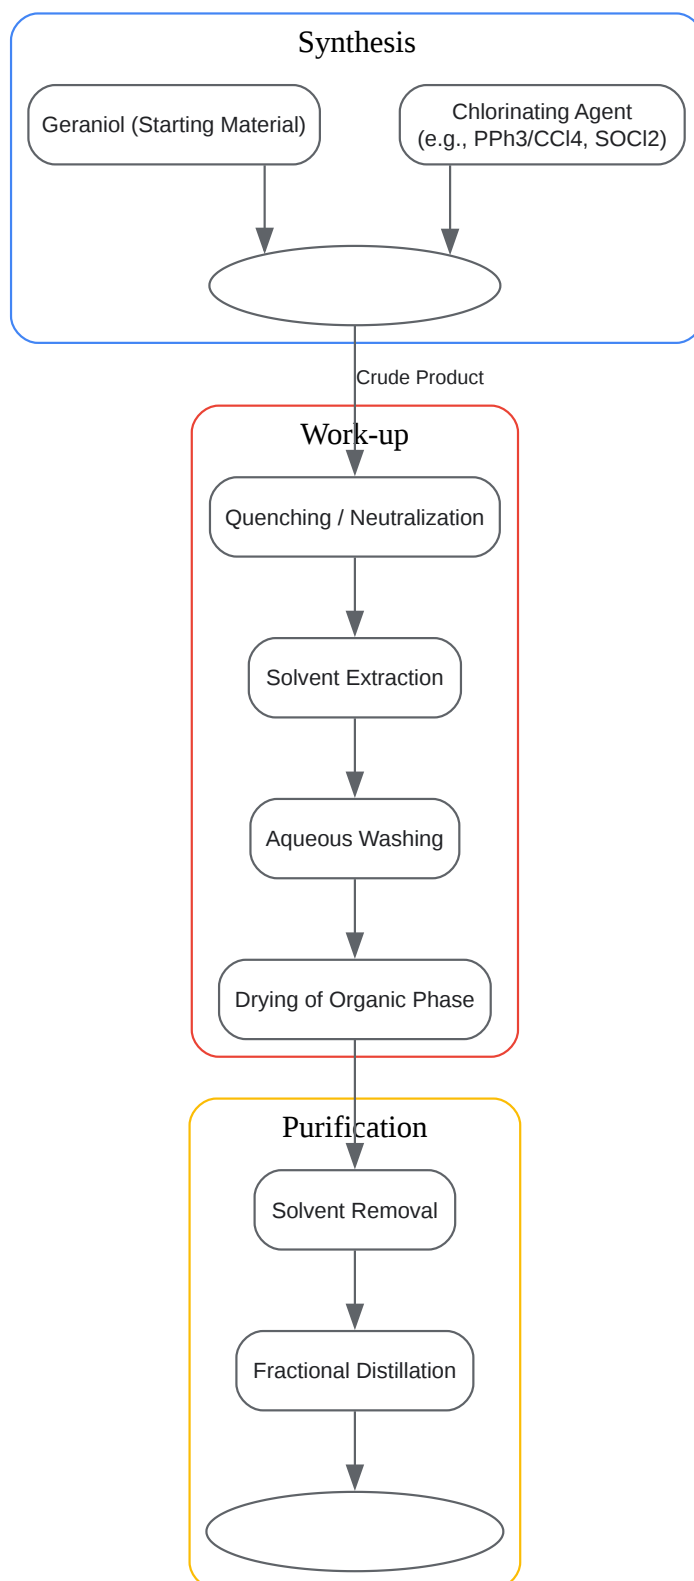 Synthesis
Geraniol (Starting Material)
Chlorinating Agent
(e.g., PPh3/CCl4, SOCl2)
Crude Product
Work-up
Quenching / Neutralization
Solvent Extraction
Aqueous Washing
Drying of Organic Phase
Purification
Solvent Removal
Fractional Distillation